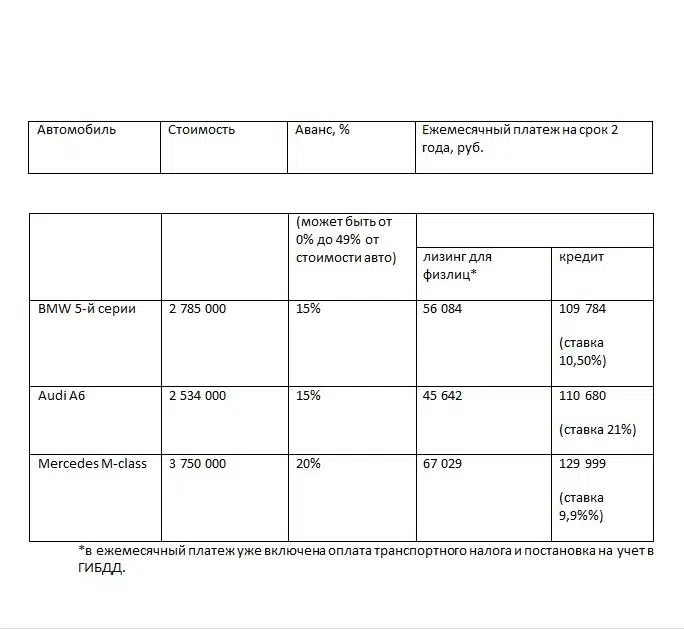 Автомобиль Стоимость Аванс, % Ежемесячный платеж на срок 2
года, руб.
(может быть от
0% до 49% от
стоимости авто)
лизинг для
физлиц*
кредит
BMW 5-й серии 2 785 000 15% 56 084 109 784
(ставка
10,50%)
Audi A6 2 534 000 15% 45 642 110 680
(ставка 21%)
Mercedes M-class 3 750 000 20% 67 029 129 999
(ставка
9,9%%)
*в ежемесячный платеж уже включена оплата транспортного налога и постановка на учет в
ГИБДД.